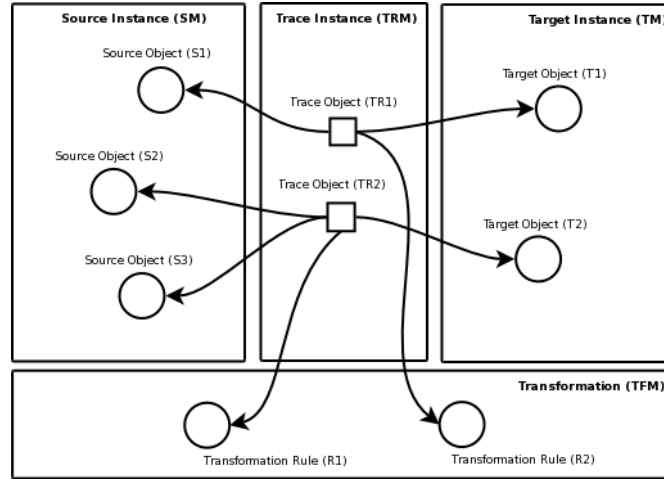 Source Instance (SM)
Trace Instance (TRM)
Target Instance (TM)
Source Object (S1)
Target Object (T1)
Trace Object (TR1)
Source Object (S2)
Trace Object (TR2)
Target Object (T2)
Source Object (S3)
Transformation (TFM)
Transformation Rule (R1)
Transformation Rule (R2)